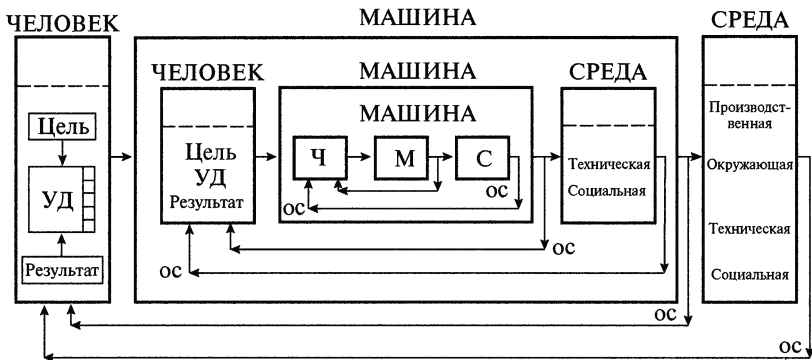 МАШИНА
ЧЕЛОВЕК
СРЕДА
ЧЕЛОВЕК
МАШИНА
СРЕДА
МАШИНА
Цель
УД
Результат
Цель
УД
Результат
Ч
М
С
ОС
ОС
Техническая
Социальная
ОС
ОС
Производст-
венная
Окружающая
Техническая
Социальная
ОС
ОС